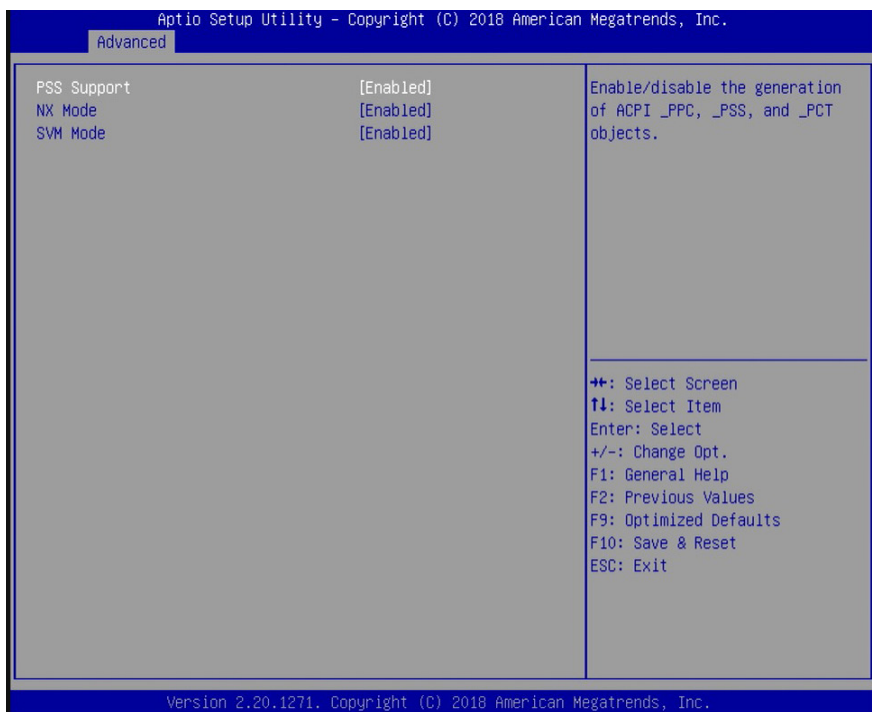 Aptio Setup Utility – Copyright (C) 2018 American Megatrends, Inc.
Advanced
PSS Support [Enabled]
NX Mode [Enabled]
SVM Mode [Enabled]
Enable/disable the generation
of ACPI _PPC, _PSS, and _PCT
objects.
→←: Select Screen
↑↓: Select Item
Enter: Select
+/-: Change Opt.
F1: General Help
F2: Previous Values
F9: Optimized Defaults
F10: Save & Reset
ESC: Exit
Version 2.20.1271. Copyright (C) 2018 American Megatrends, Inc.